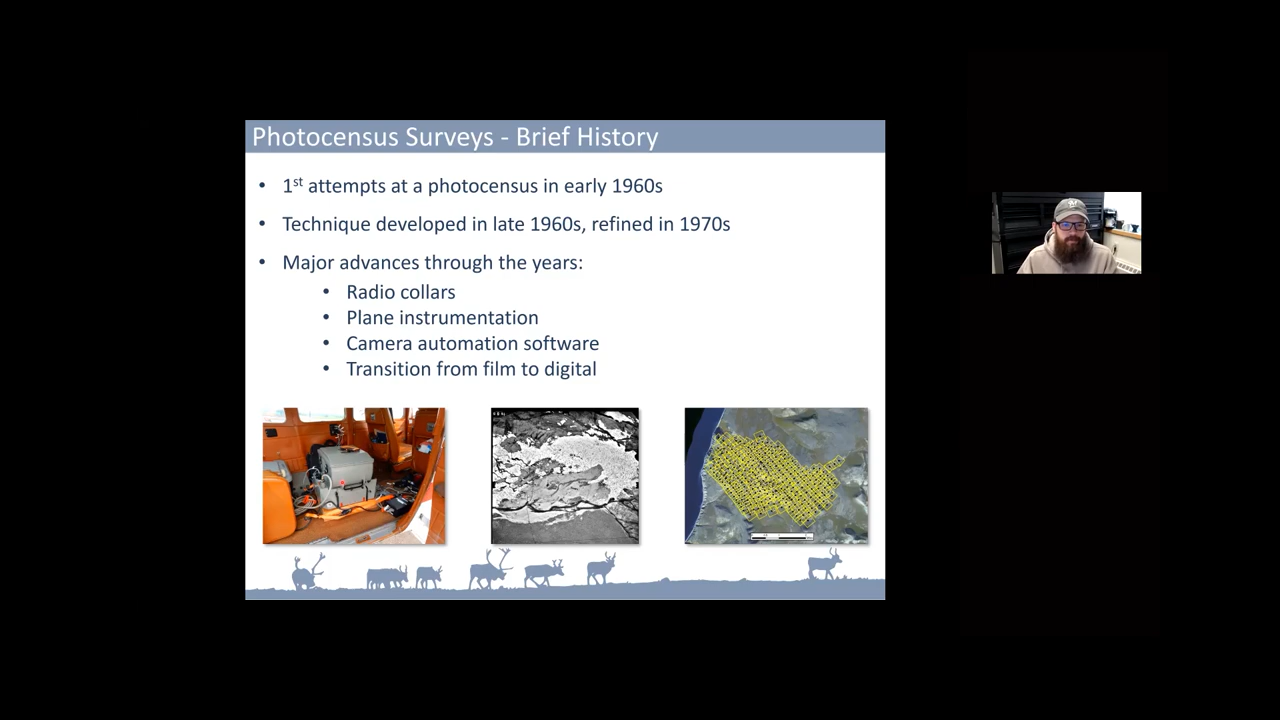 Photocensus Surveys - Brief History
• 1st attempts at a photocensus in early 1960s
• Technique developed in late 1960s, refined in 1970s
• Major advances through the years:
• Radio collars
• Plane instrumentation
• Camera automation software
• Transition from film to digital